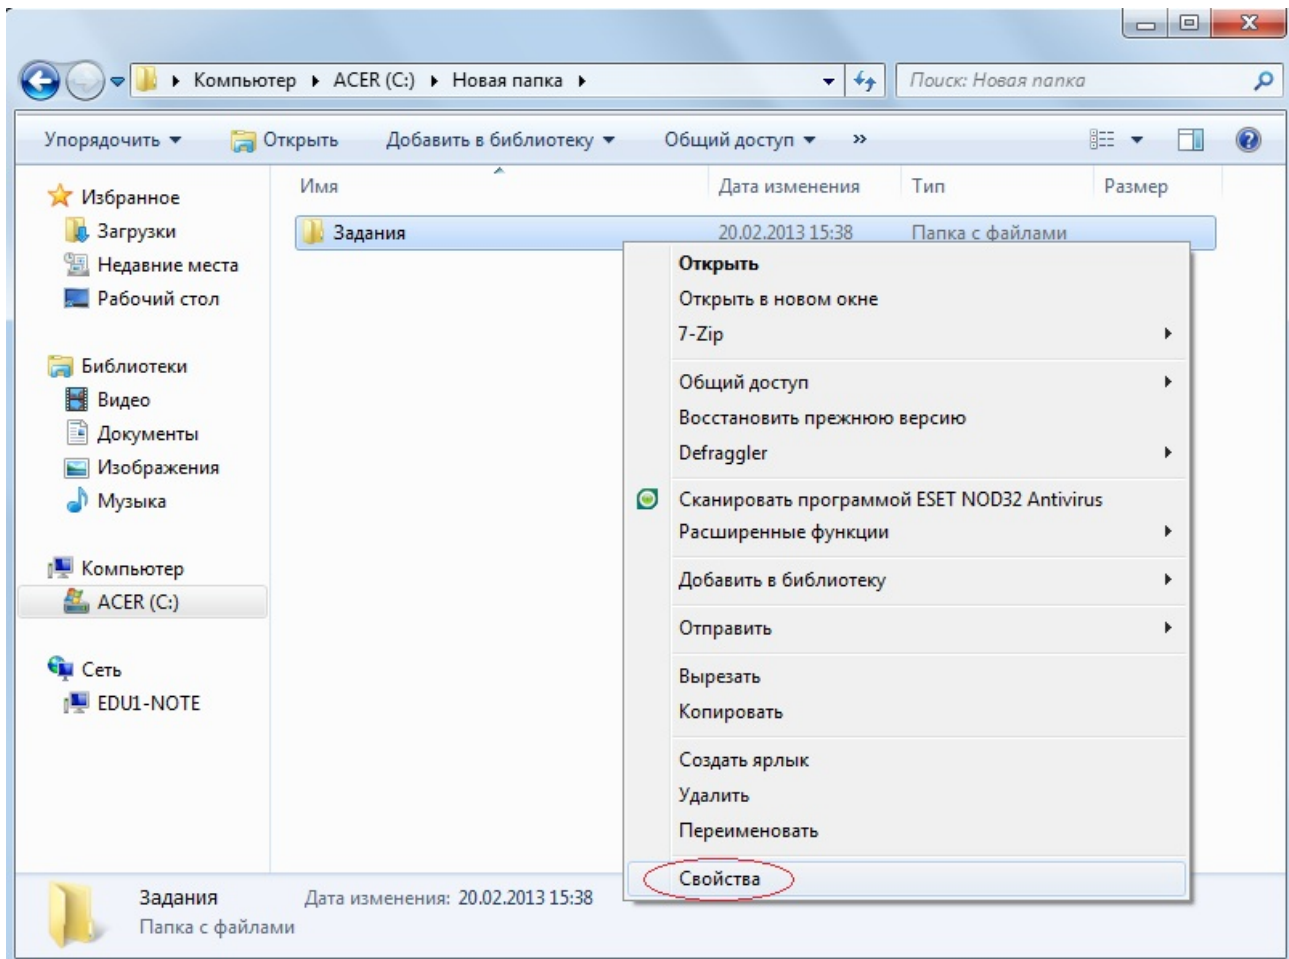 Компьютер ▸ ACER (C:) ▸ Новая папка ▸
Поиск: Новая папка
Упорядочить ▾ Открыть Добавить в библиотеку ▾ Общий доступ ▾ »
Избранное
Загрузки
Недавние места
Рабочий стол
Библиотеки
Видео
Документы
Изображения
Музыка
Компьютер
ACER (C:)
Сеть
EDU1-NOTE
Имя Дата изменения Тип Размер
Задания 20.02.2013 15:38 Папка с файлами
Открыть
Открыть в новом окне
7-Zip
Общий доступ
Восстановить прежнюю версию
Defraggler
Сканировать программой ESET NOD32 Antivirus
Расширенные функции
Добавить в библиотеку
Отправить
Вырезать
Копировать
Создать ярлык
Удалить
Переименовать
Свойства
Задания Дата изменения: 20.02.2013 15:38
Папка с файлами